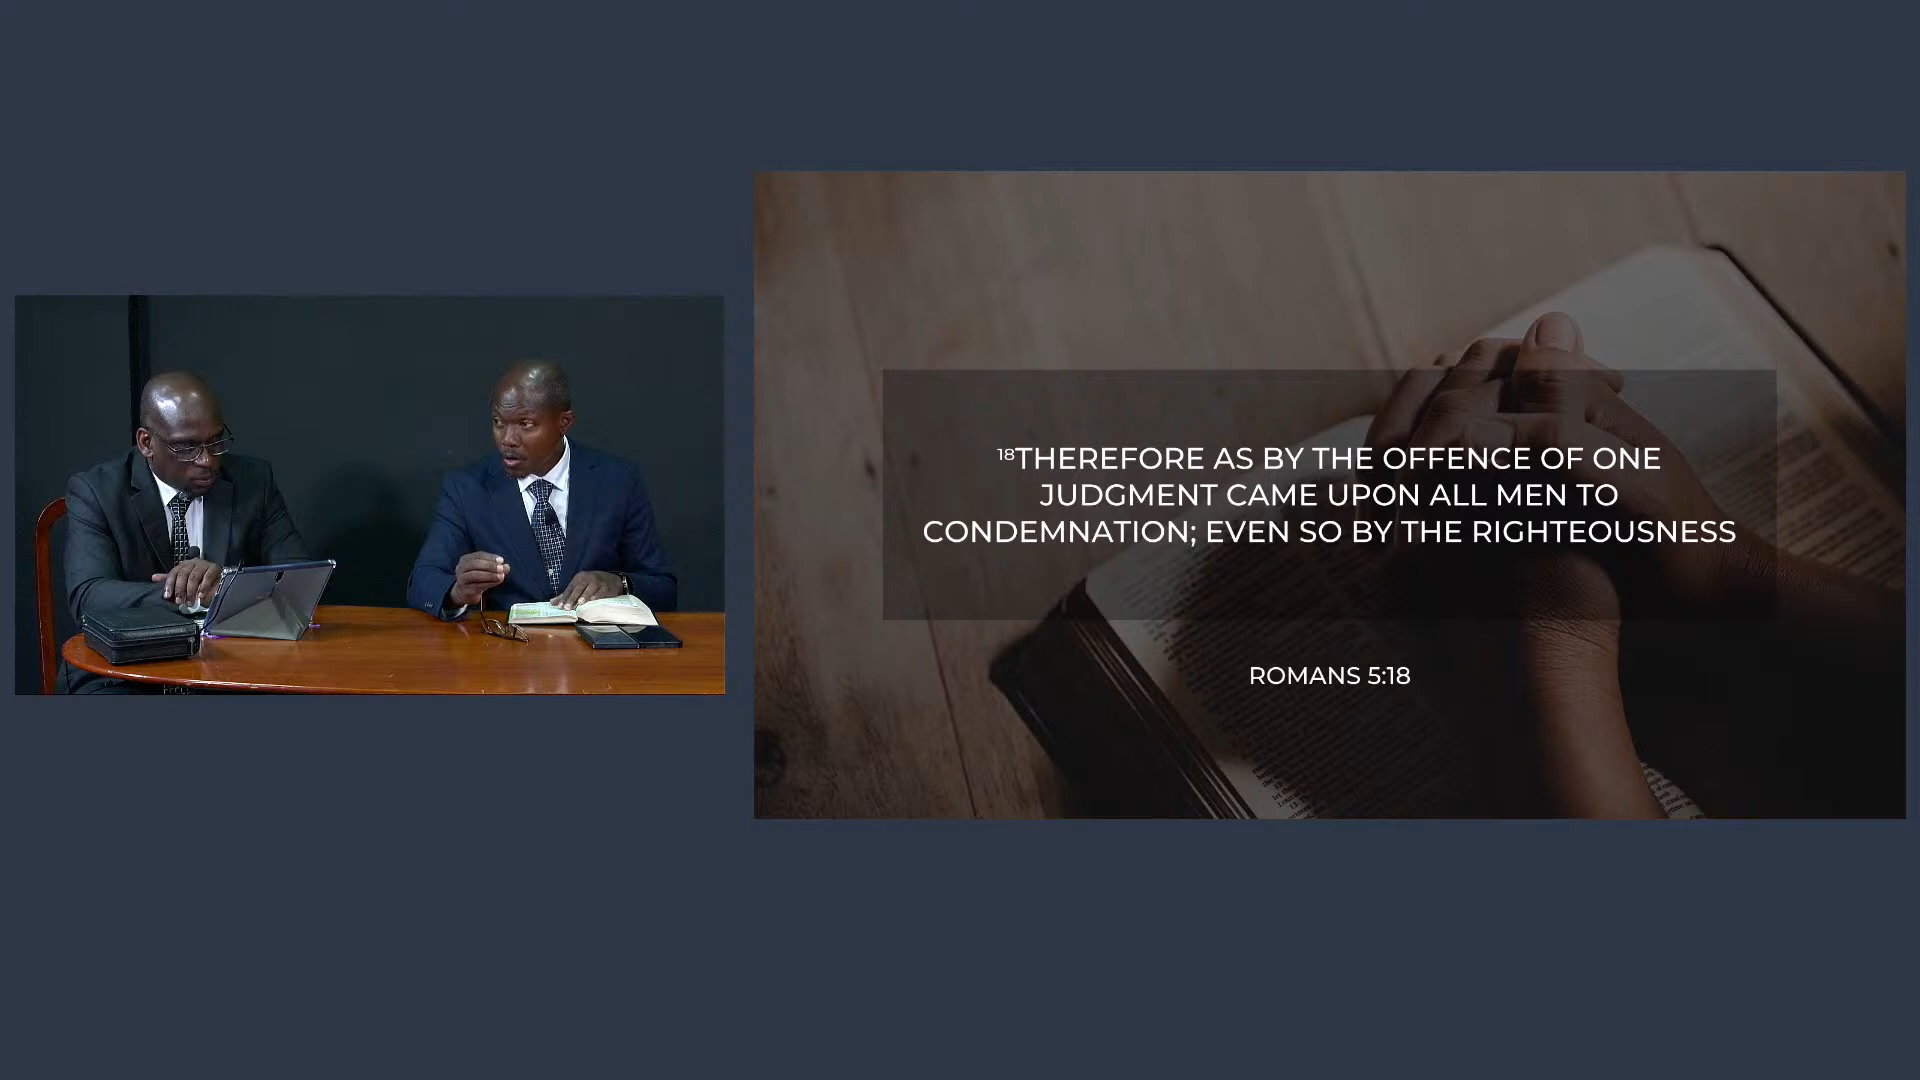 ¹⁸THEREFORE AS BY THE OFFENCE OF ONE
JUDGMENT CAME UPON ALL MEN TO
CONDEMNATION; EVEN SO BY THE RIGHTEOUSNESS
ROMANS 5:18